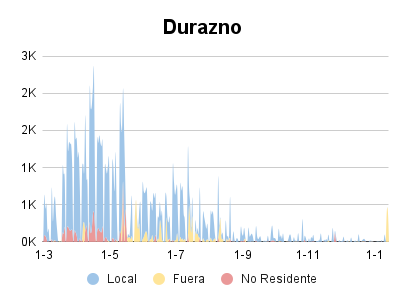 Durazno
3K
2K
2K
1K
1K
0K
1-3 1-5 1-7 1-9 1-11 1-1
Local Fuera No Residente